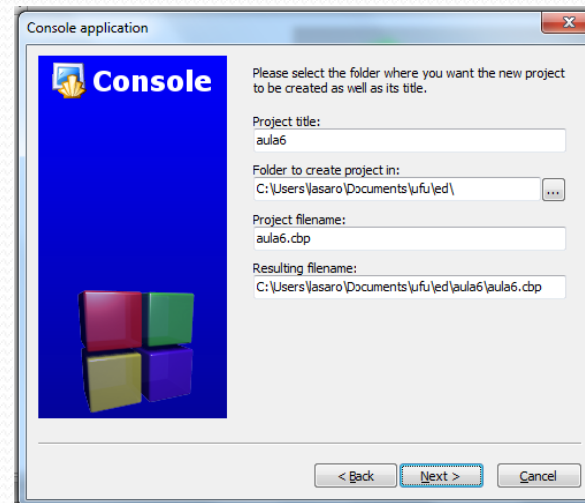 Console application
Console
Please select the folder where you want the new project
to be created as well as its title.
Project title:
aula6
Folder to create project in:
C:\Users\lasaro\Documents\ufu\ed\
...
Project filename:
aula6.cbp
Resulting filename:
C:\Users\lasaro\Documents\ufu\ed\aula6\aula6.cbp
< Back
Next >
Cancel